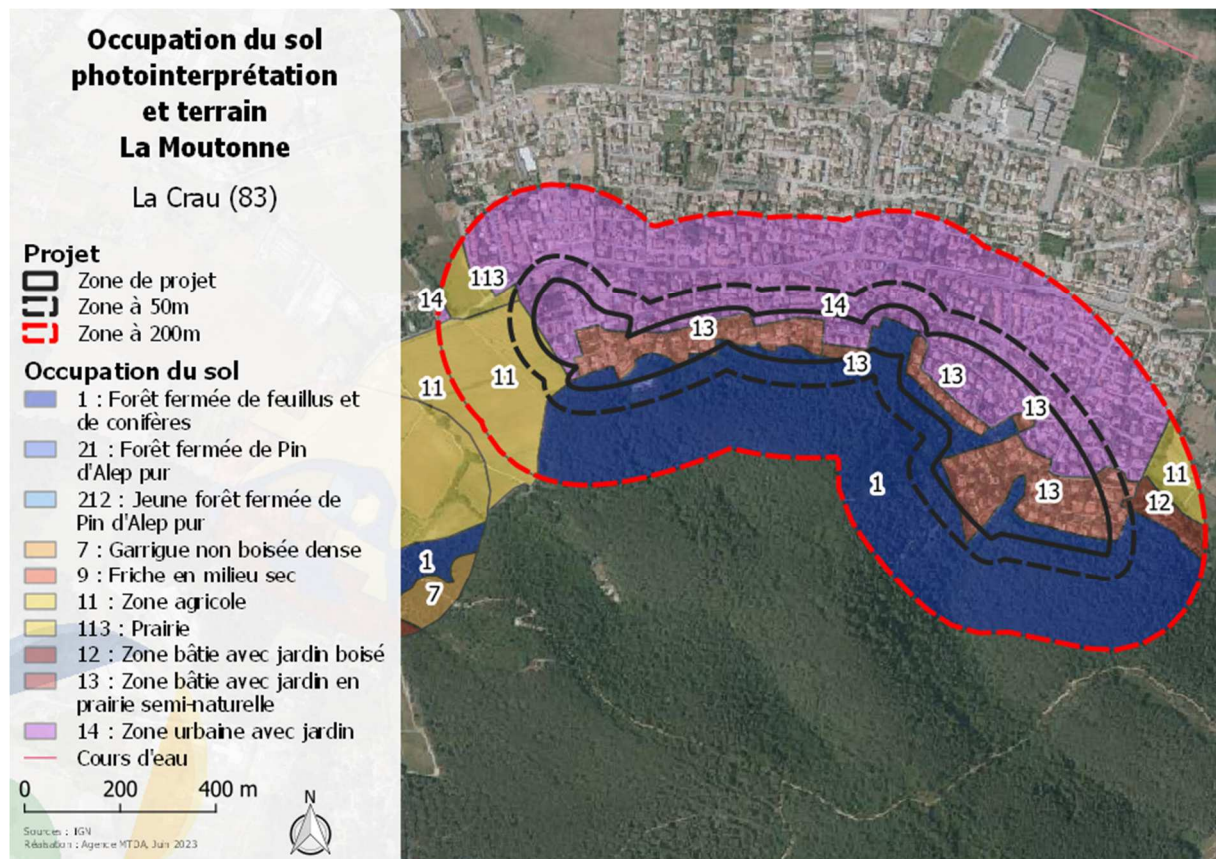 Occupation du sol
photointerprétation
et terrain
La Moutonne
La Crau (83)
Projet
Zone de projet
Zone à 50m
Zone à 200m
Occupation du sol
1 : Forêt fermée de feuillus et
de conifères
21 : Forêt fermée de Pin
d'Alep pur
212 : Jeune forêt fermée de
Pin d'Alep pur
7 : Garrigue non boisée dense
9 : Friche en milieu sec
11 : Zone agricole
113 : Prairie
12 : Zone bâtie avec jardin boisé
13 : Zone bâtie avec jardin en
prairie semi-naturelle
14 : Zone urbaine avec jardin
Cours d'eau
0 200 400 m
N
Sources : IGN
Réalisation : Agence MTDA, Juin 2023
113
14
14
13
13
11
11
13
13
11
1
13
12
1
7